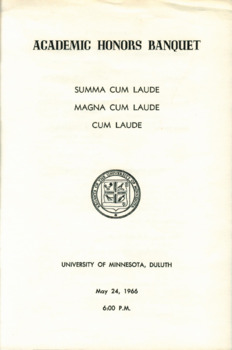 ACADEMIC HONORS BANQUET
SUMMA CUM LAUDE
MAGNA CUM LAUDE
CUM LAUDE
UNIVERSITY OF MINNESOTA, DULUTH
May 24, 1966
6:00 P.M.